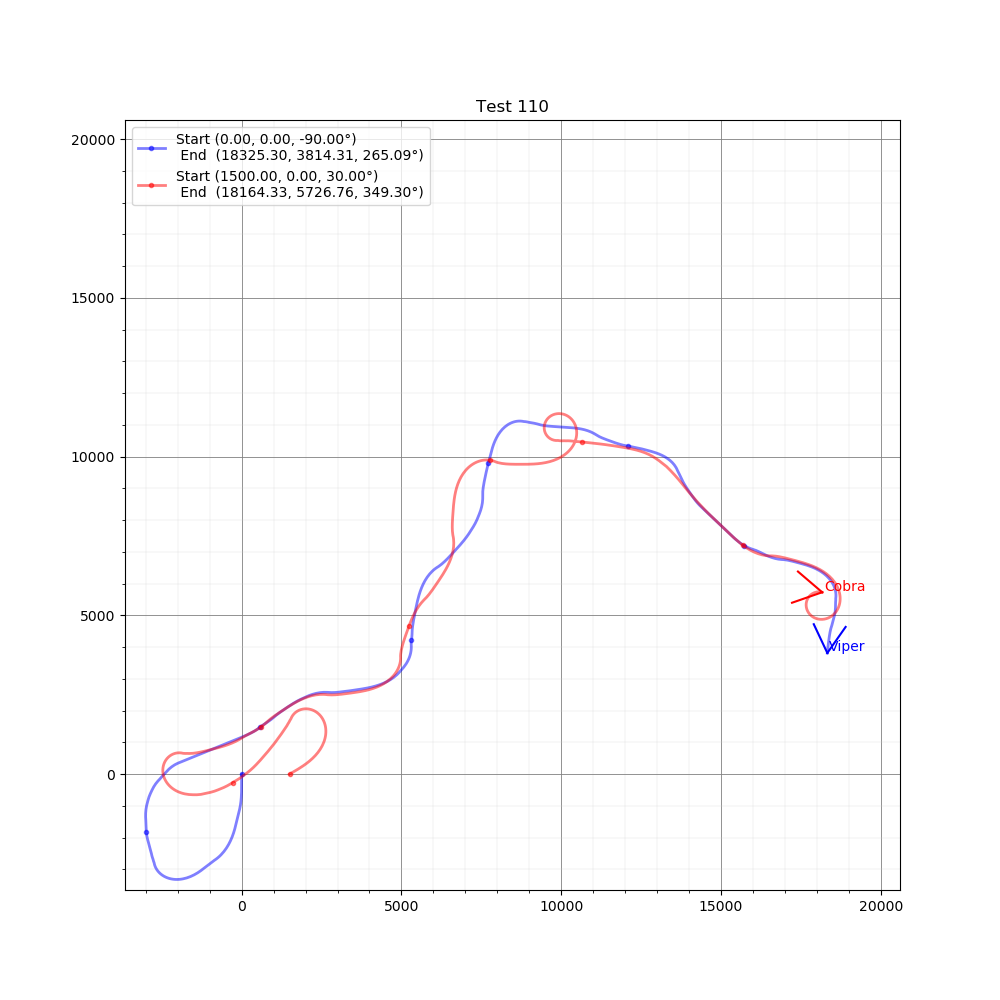 Test 110
Start (0.00, 0.00, -90.00°)
End  (18325.30, 3814.31, 265.09°)
Start (1500.00, 0.00, 30.00°)
End  (18164.33, 5726.76, 349.30°)
20000
15000
10000
5000
0
Cobra
Viper
0
5000
10000
15000
20000